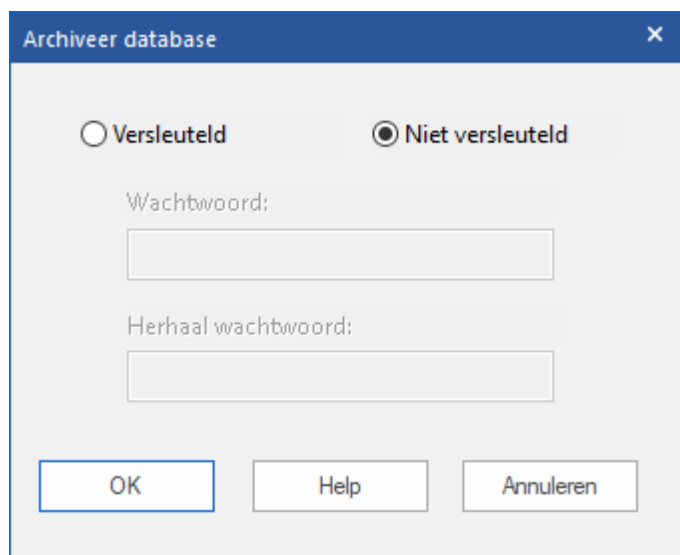 Archiveer database
Versleuteld Niet versleuteld
Wachtwoord:
Herhaal wachtwoord:
OK Help Annuleren